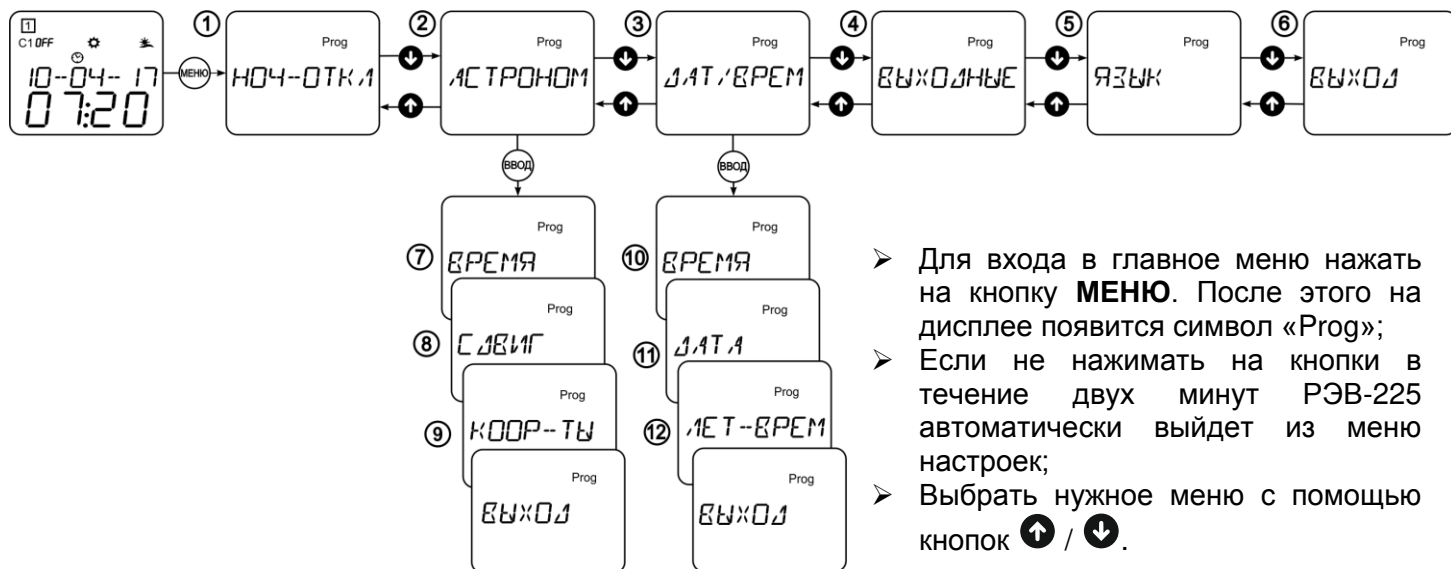 1
C1 OFF
10--04--17
07:20
МЕНЮ
① Prog
НОЧ-ОТКЛ
② Prog
АСТРОНОМ
③ Prog
ДАТ/ВРЕМ
④ Prog
ВЫХОДНЫЕ
⑤ Prog
ЯЗЫК
⑥ Prog
ВЫХОД
ВВОД
⑦ Prog
ВРЕМЯ
⑧ Prog
СДВИГ
⑨ Prog
КООР--ТЫ
Prog
ВЫХОД
ВВОД
⑩ Prog
ВРЕМЯ
⑪ Prog
ДАТА
⑫ Prog
ЛЕТ--ВРЕМ
Prog
ВЫХОД
➢ Для входа в главное меню нажать
на кнопку МЕНЮ. После этого на
дисплее появится символ «Prog»;
➢ Если не нажимать на кнопки в
течение двух минут РЭВ-225
автоматически выйдет из меню
настроек;
➢ Выбрать нужное меню с помощью
кнопок ↑ / ↓.